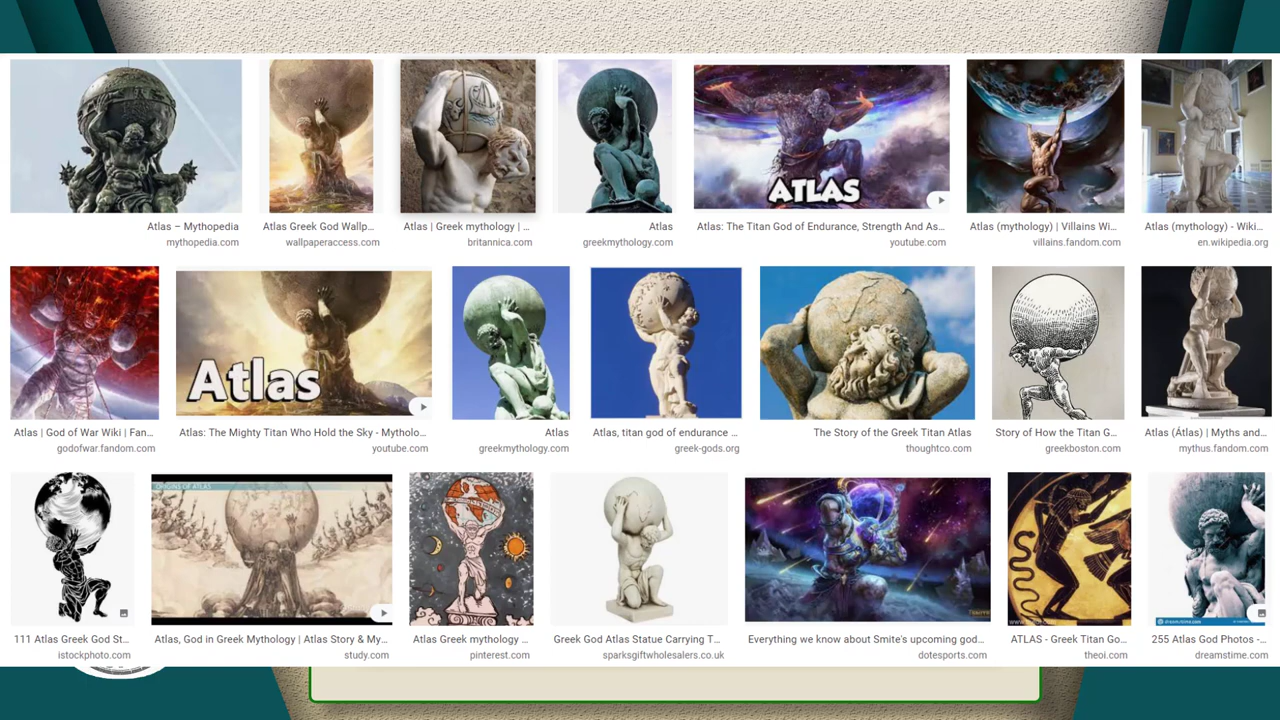 ATLAS
Atlas – Mythopedia
mythopedia.com
Atlas Greek God Wallp...
wallpaperaccess.com
Atlas | Greek mythology | ...
britannica.com
Atlas
greekmythology.com
Atlas: The Titan God of Endurance, Strength And As...
youtube.com
Atlas (mythology) | Villains Wi...
villains.fandom.com
Atlas (mythology) - Wiki...
en.wikipedia.org
Atlas
Atlas | God of War Wiki | Fan...
godofwar.fandom.com
Atlas: The Mighty Titan Who Hold the Sky - Mytholo...
youtube.com
Atlas
greekmythology.com
Atlas, titan god of endurance ...
greek-gods.org
The Story of the Greek Titan Atlas
thoughtco.com
Story of How the Titan G...
greekboston.com
Atlas (Átlas) | Myths and...
mythus.fandom.com
ORIGINS OF ATLAS
111 Atlas Greek God St...
istockphoto.com
Atlas, God in Greek Mythology | Atlas Story & My...
study.com
Atlas Greek mythology ...
pinterest.com
Greek God Atlas Statue Carrying T...
sparksgiftwholesalers.co.uk
Everything we know about Smite's upcoming god...
dotesports.com
ATLAS - Greek Titan Go...
theoi.com
255 Atlas God Photos -...
dreamstime.com